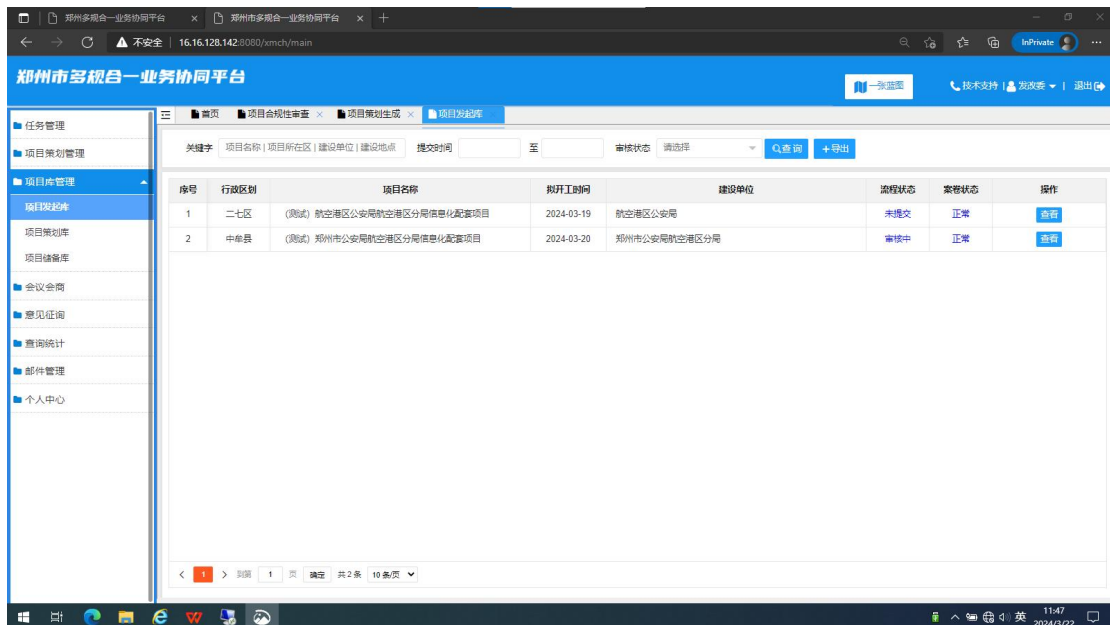 郑州多规合一业务协同平台 × 郑州市多规合一业务协同平台 × +
不安全 | 16.16.128.142:8080/xmch/main InPrivate
郑州市多规合一业务协同平台
一张蓝图 技术支持 | 发改委 | 退出
首页 项目合规性审查 × 项目策划生成 × 项目发起库
任务管理
项目策划管理
项目库管理
项目发起库
项目策划库
项目储备库
会议会商
意见征询
查询统计
邮件管理
个人中心
关键字 项目名称 | 项目所在区 | 建设单位 | 建设地点 提交时间 至 审核状态 请选择 查询 +导出
序号 行政区划 项目名称 拟开工时间 建设单位 流程状态 案卷状态 操作
1 二七区 (测试) 航空港区公安局航空港区分局信息化配套项目 2024-03-19 航空港区公安局 未提交 正常 查看
2 中牟县 (测试) 郑州市公安局航空港区分局信息化配套项目 2024-03-20 郑州市公安局航空港区分局 审核中 正常 查看
< 1 > 到第 1 页 确定 共 2 条 10 条/页
英 11:47
2024/3/22